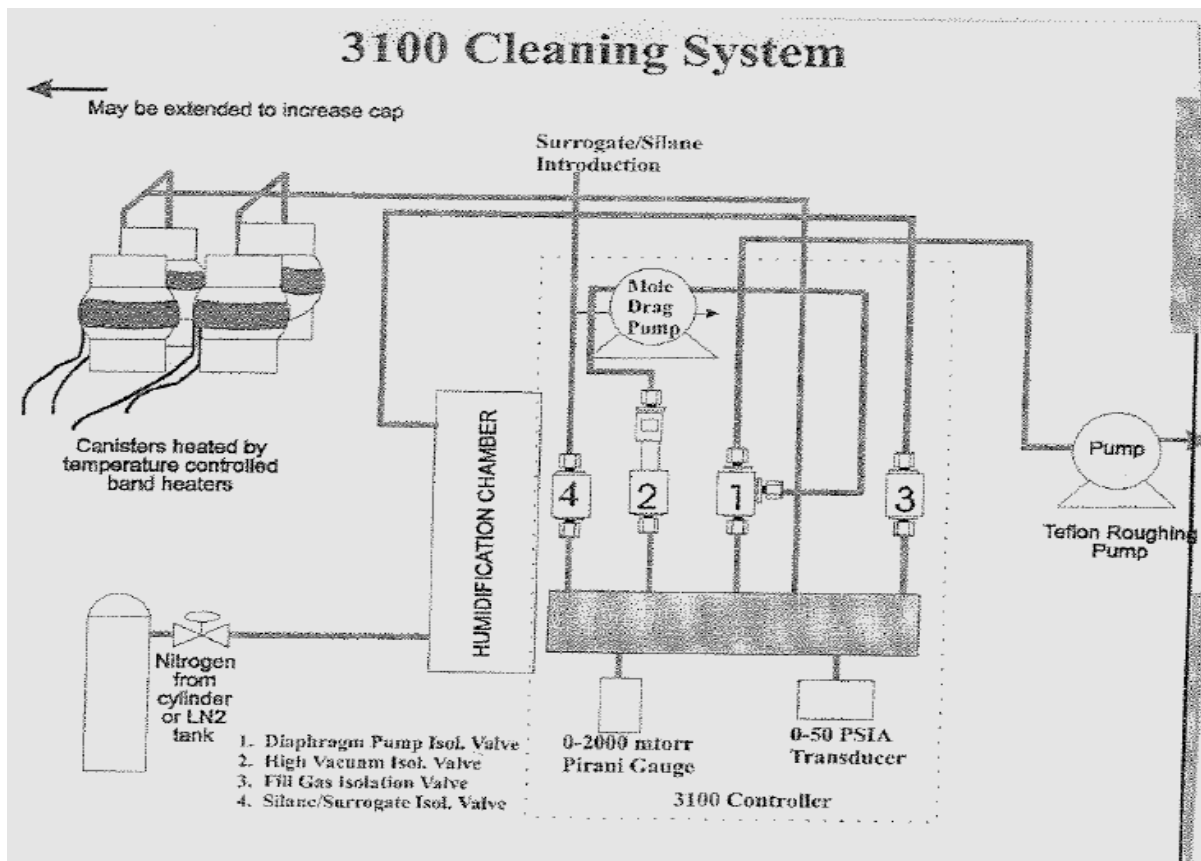 3100 Cleaning System
May be extended to increase cap
Surrogate/Silane
Introduction
Mole
Drag
Pump
Canisters heated by
temperature controlled
band heaters
HUMIDIFICATION CHAMBER
4
2
1
3
Pump
Teflon Roughing
Pump
Nitrogen
from
cylinder
or LN2
tank
1. Diaphragm Pump Isol. Valve
2. High Vacuum Isol. Valve
3. Fill Gas Isolation Valve
4. Silane/Surrogate Isol. Valve
0-2000 mtorr
Pirani Gauge
0-50 PSIA
Transducer
3100 Controller